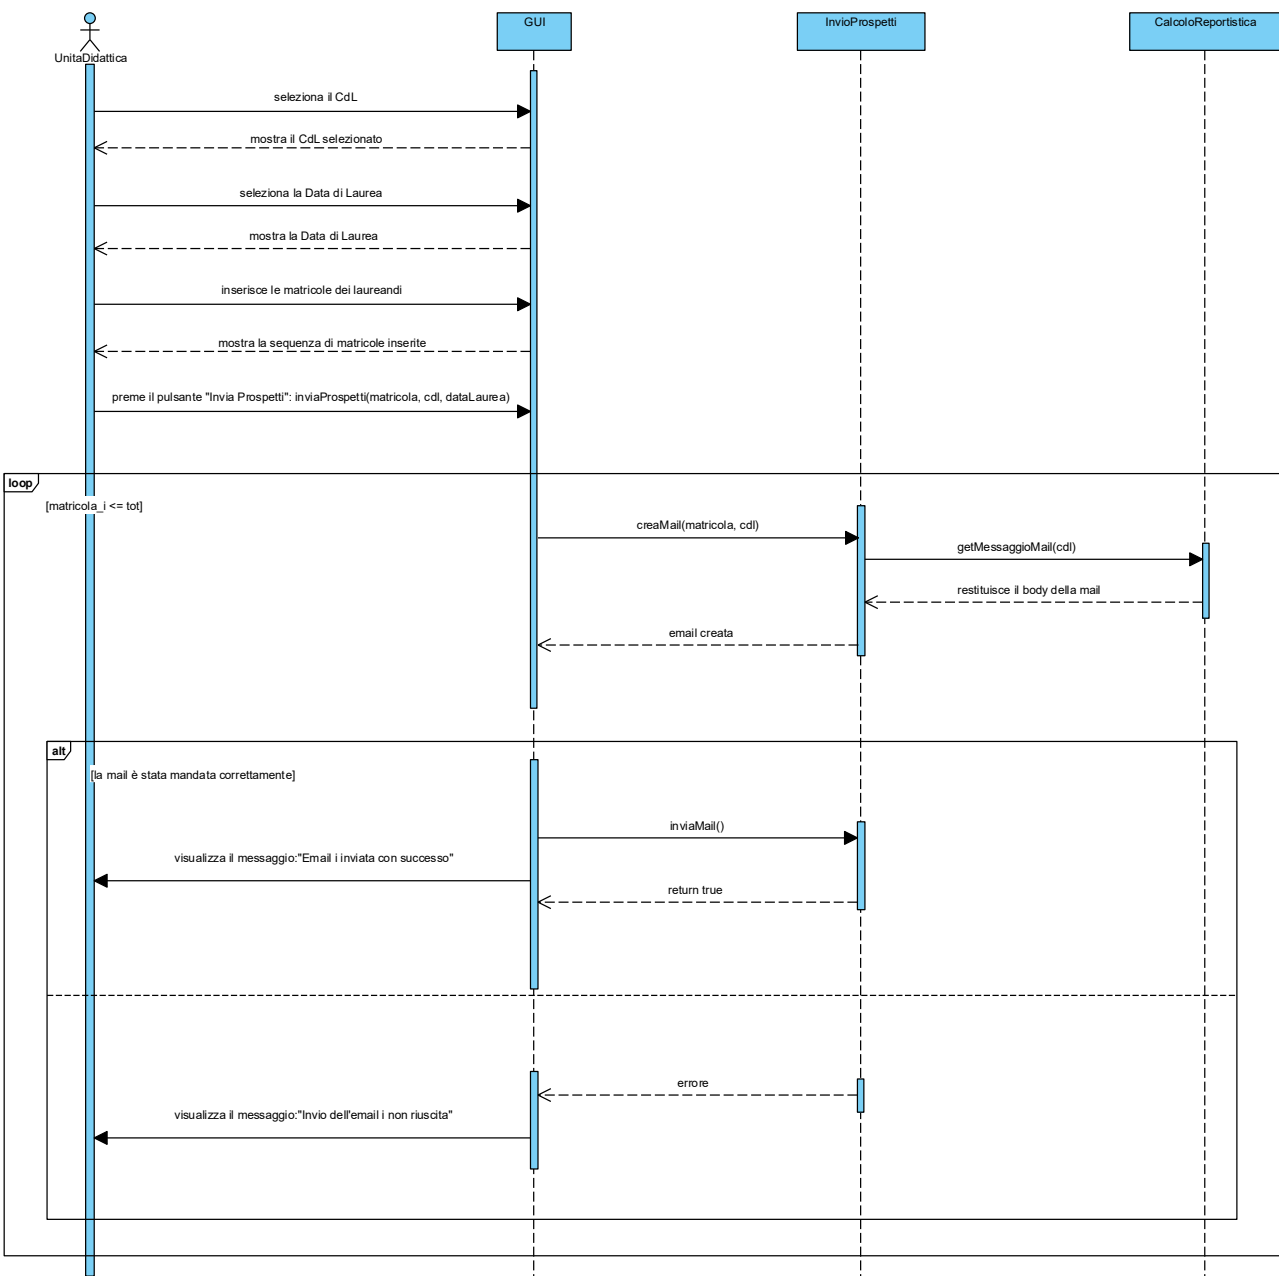 UnitaDidattica
GUI
InvioProspetti
CalcoloReportistica
seleziona il CdL
mostra il CdL selezionato
seleziona la Data di Laurea
mostra la Data di Laurea
inserisce le matricole dei laureandi
mostra la sequenza di matricole inserite
preme il pulsante "Invia Prospetti": inviaProspetti(matricola, cdl, dataLaurea)
loop
[matricola_i <= tot]
creaMail(matricola, cdl)
getMessaggioMail(cdl)
restituisce il body della mail
email creata
alt
[la mail è stata mandata correttamente]
inviaMail()
visualizza il messaggio:"Email i inviata con successo"
return true
errore
visualizza il messaggio:"Invio dell'email i non riuscita"